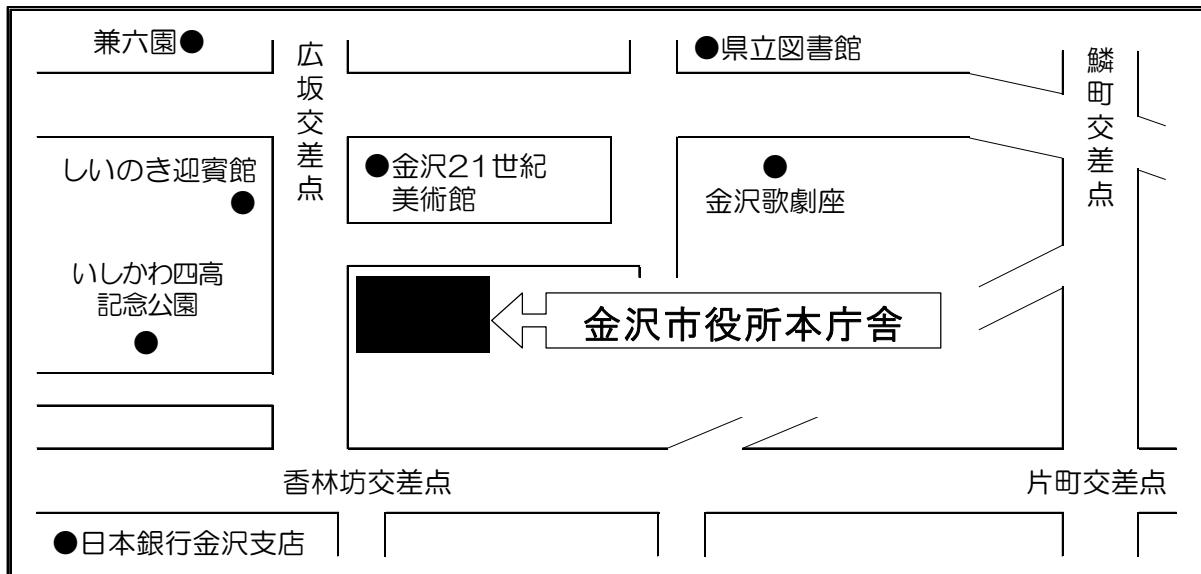 兼六園●
広坂交差点
●県立図書館
鱗町交差点
しいのき迎賓館
●金沢21世紀
美術館
金沢歌劇座
いしかわ四高
記念公園
金沢市役所本庁舎
香林坊交差点
片町交差点
●日本銀行金沢支店